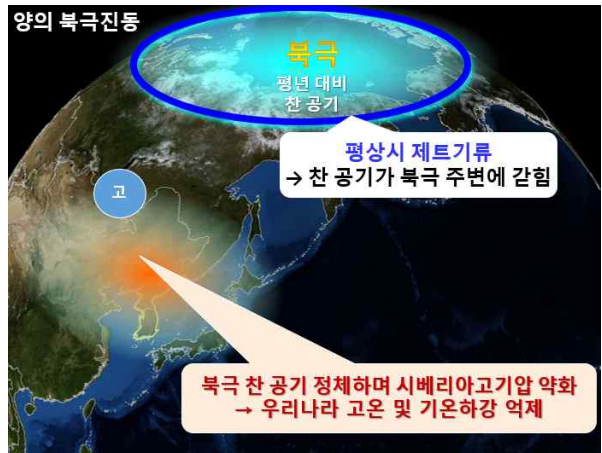 양의 북극진동
북극
평년 대비
찬 공기
평상시 제트기류
→ 찬 공기가 북극 주변에 갇힘
고
북극 찬 공기 정체하며 시베리아고기압 약화
→ 우리나라 고온 및 기온하강 억제